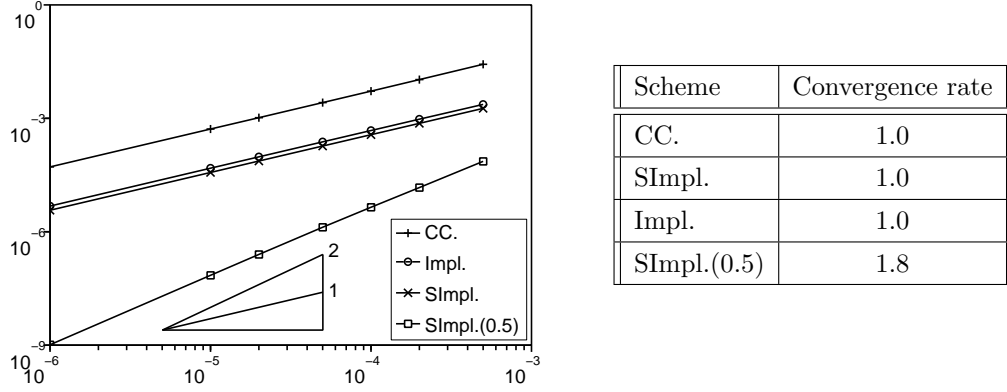 10^0
10^−3
10^−6
10^−9
10^−6
10^−5
10^−4
10^−3
2
1
CC.
Impl.
SImpl.
SImpl.(0.5)
Scheme Convergence rate
CC. 1.0
SImpl. 1.0
Impl. 1.0
SImpl.(0.5) 1.8